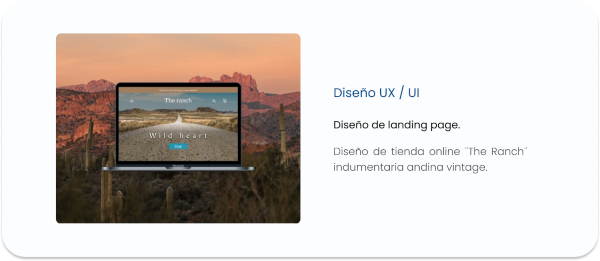 The ranch
Wild heart
Diseño UX / UI
Diseño de landing page.
Diseño de tienda online ¨The Ranch¨
indumentaria andina vintage.